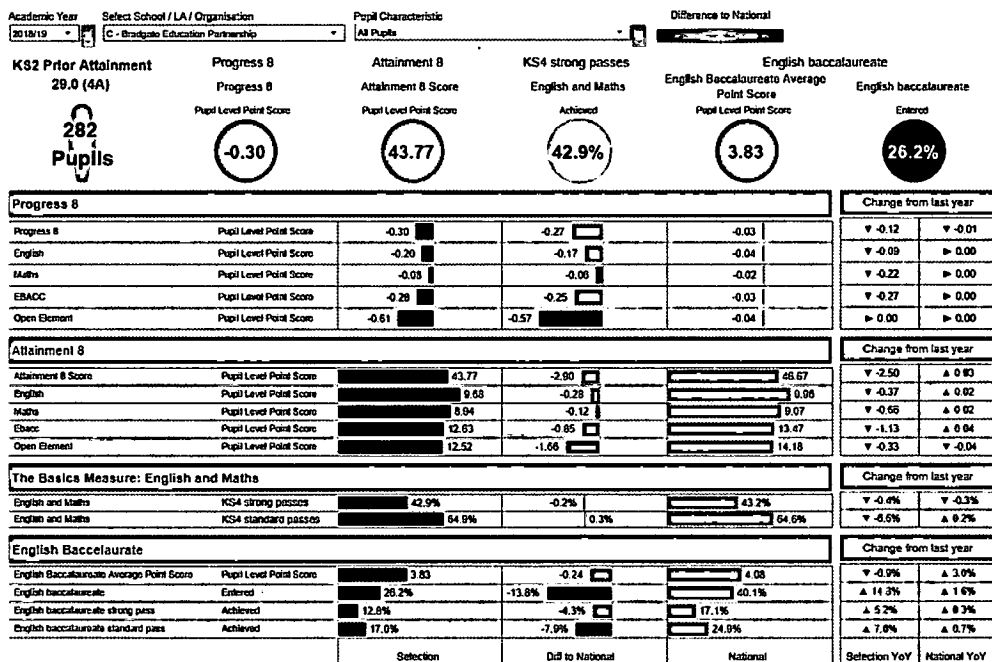 Academic Year Select School / LA / Organisation Pupil Characteristic Difference to National
2018/19 C - Bradgate Education Partnership All Pupils
KS2 Prior Attainment Progress 8 Attainment 8 KS4 strong passes English baccalaureate
29.0 (4A) Progress 8 Attainment 8 Score English and Maths English Baccalaureate Average Point Score English baccalaureate
Pupil Level Point Score Pupil Level Point Score Achieved Pupil Level Point Score Entered
282 Pupils -0.30 43.77 42.9% 3.83 26.2%
Progress 8 Change from last year
Progress 8 Pupil Level Point Score -0.30 -0.27 -0.03 ▼ -0.12 ▼ -0.01
English Pupil Level Point Score -0.20 -0.17 -0.04 ▼ -0.09 ► 0.00
Maths Pupil Level Point Score -0.08 -0.06 -0.02 ▼ -0.22 ► 0.00
EBACC Pupil Level Point Score -0.28 -0.25 -0.03 ▼ -0.27 ► 0.00
Open Element Pupil Level Point Score -0.61 -0.57 -0.04 ► 0.00 ► 0.00
Attainment 8 Change from last year
Attainment 8 Score Pupil Level Point Score 43.77 -2.90 46.67 ▼ -2.50 ▲
English Pupil Level Point Score 9.68 -0.28 ▼ -0.37 ▲ 0.02
Maths Pupil Level Point Score 8.94 -0.12 9.07 ▼ -0.66 ▲ 0.02
Ebacc Pupil Level Point Score 12.63 -0.85 13.47 ▼ -1.13 ▲ 0.04
Open Element Pupil Level Point Score 12.52 -1.66 14.18 ▼ -0.33 ▼ -0.04
The Basics Measure: English and Maths Change from last year
English and Maths KS4 strong passes 42.9% -0.2% 43.2% ▼ -0.4% ▼ -0.3%
English and Maths KS4 standard passes 64.9% 0.3% 64.6% ▼ ▲ 0.2%
English Baccelaurate Change from last year
English Baccalaureate Average Point Score Pupil Level Point Score 3.83 -0.24 4.08 ▼ -0.9% ▲ 3.0%
English baccalaureate Entered 26.2% -13.8% 40.1% ▲ 14.3% ▲ 1.6%
English baccalaureate strong pass Achieved 12.8% -4.3% 17.1% ▲ 5.2% ▲ 0.3%
English baccalaureate standard pass Achieved 17.0% -7.9% 24.9% ▲ 7.0% ▲ 0.7%
Selection Diff to National National Selection YoY National YoY